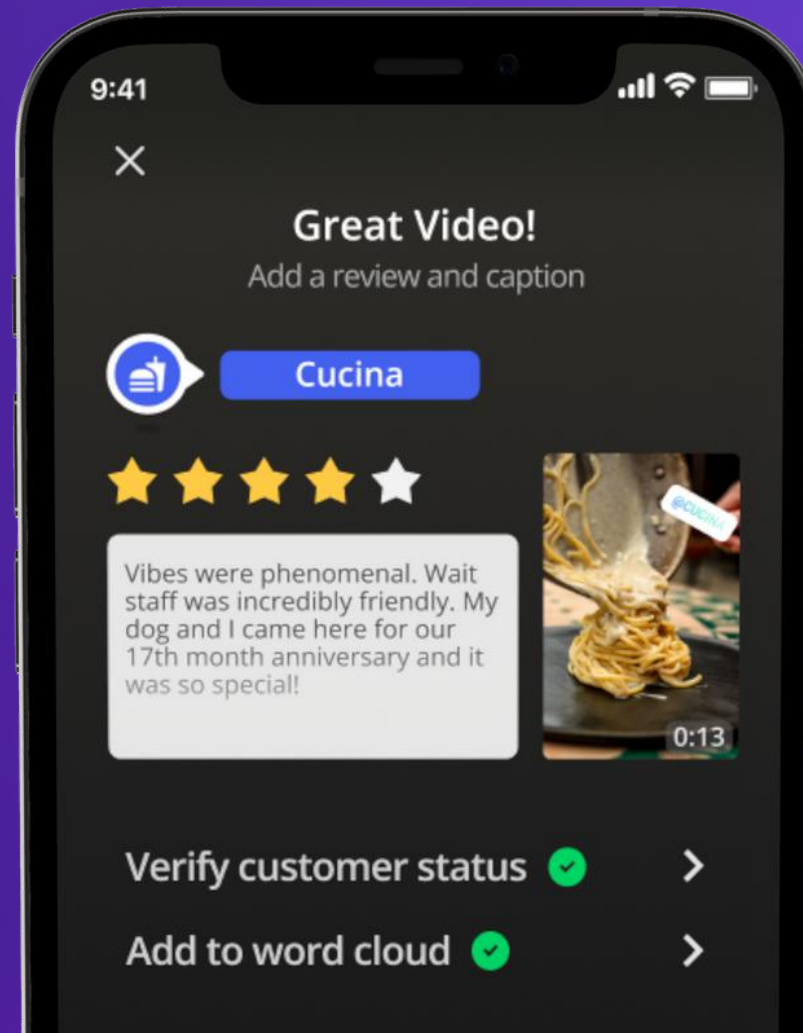 9:41
Great Video!
Add a review and caption
Cucina
@CUCINA
Vibes were phenomenal. Wait
staff was incredibly friendly. My
dog and I came here for our
17th month anniversary and it
was so special!
0:13
Verify customer status
Add to word cloud